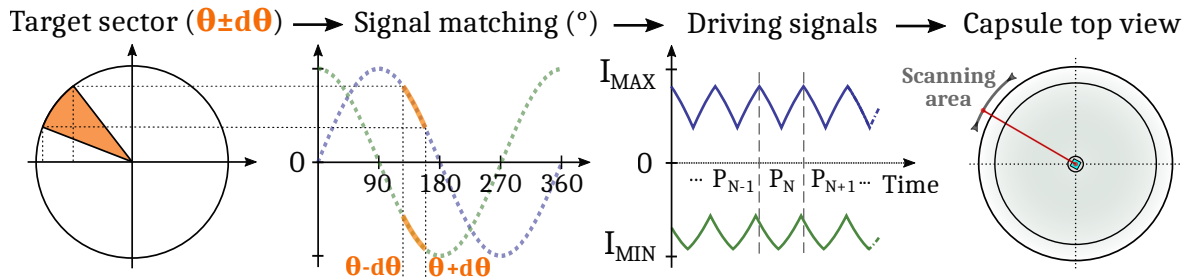 Target sector (θ±dθ)
Signal matching (°)
Driving signals
Capsule top view
0
90
180
270
360
θ-dθ
θ+dθ
I_MAX
0
... P_N-1 P_N P_N+1 ...
Time
I_MIN
Scanning
area